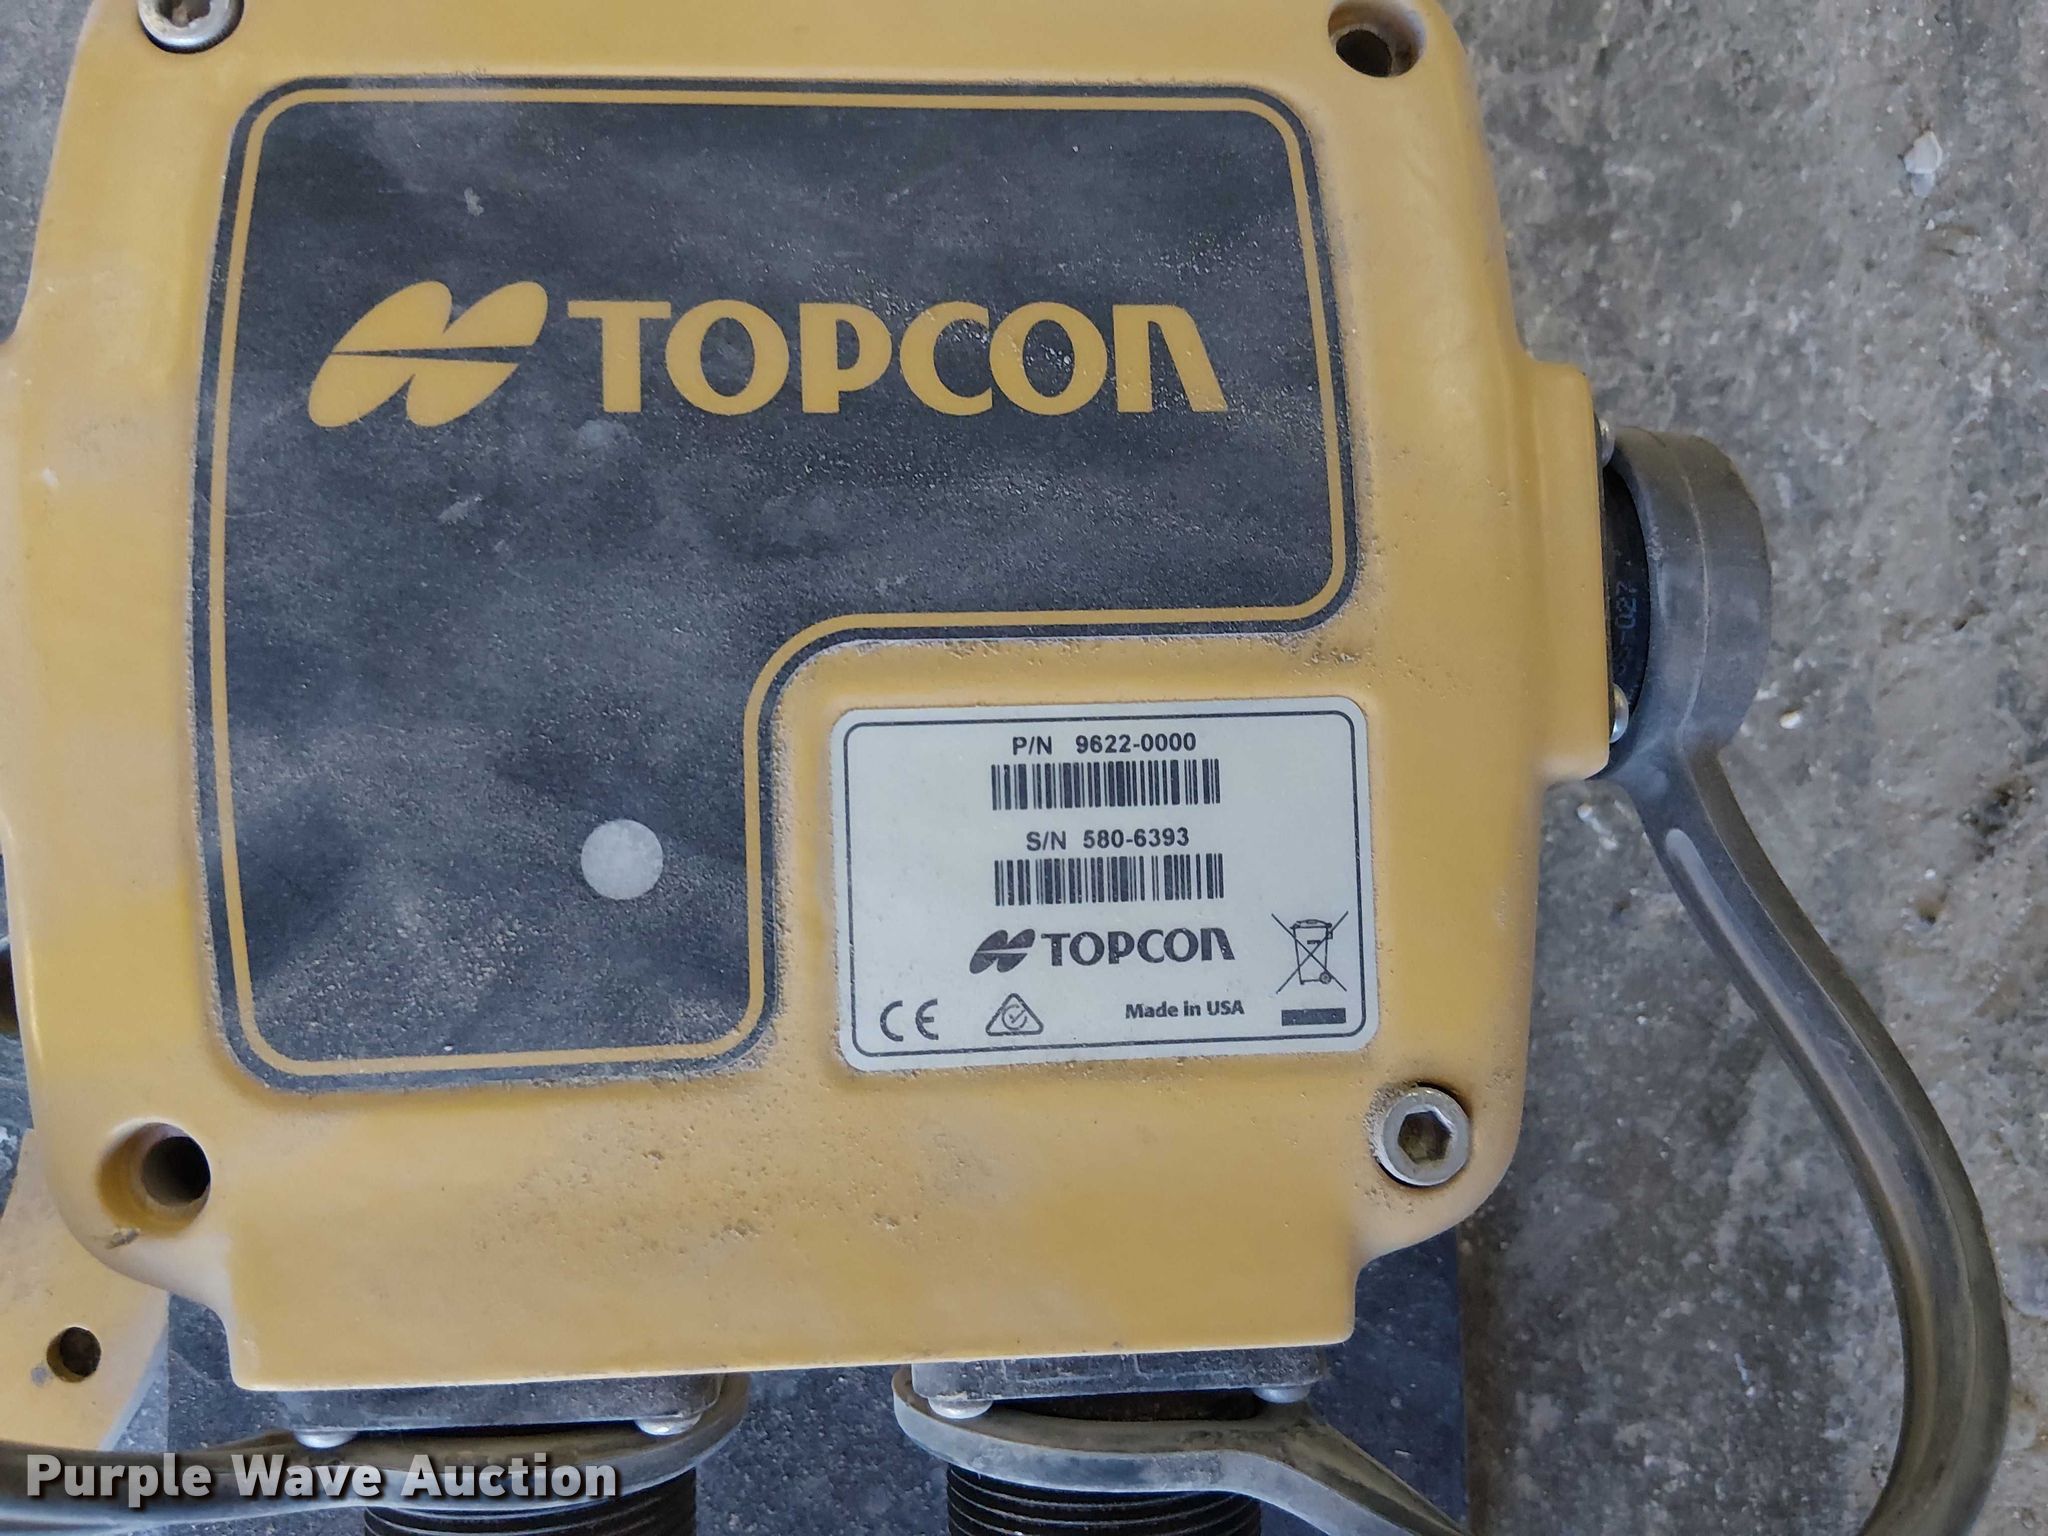 TOPCON
P/N 9622-0000
S/N 580-6393
TOPCON
CE
Made in USA
Purple Wave Auction